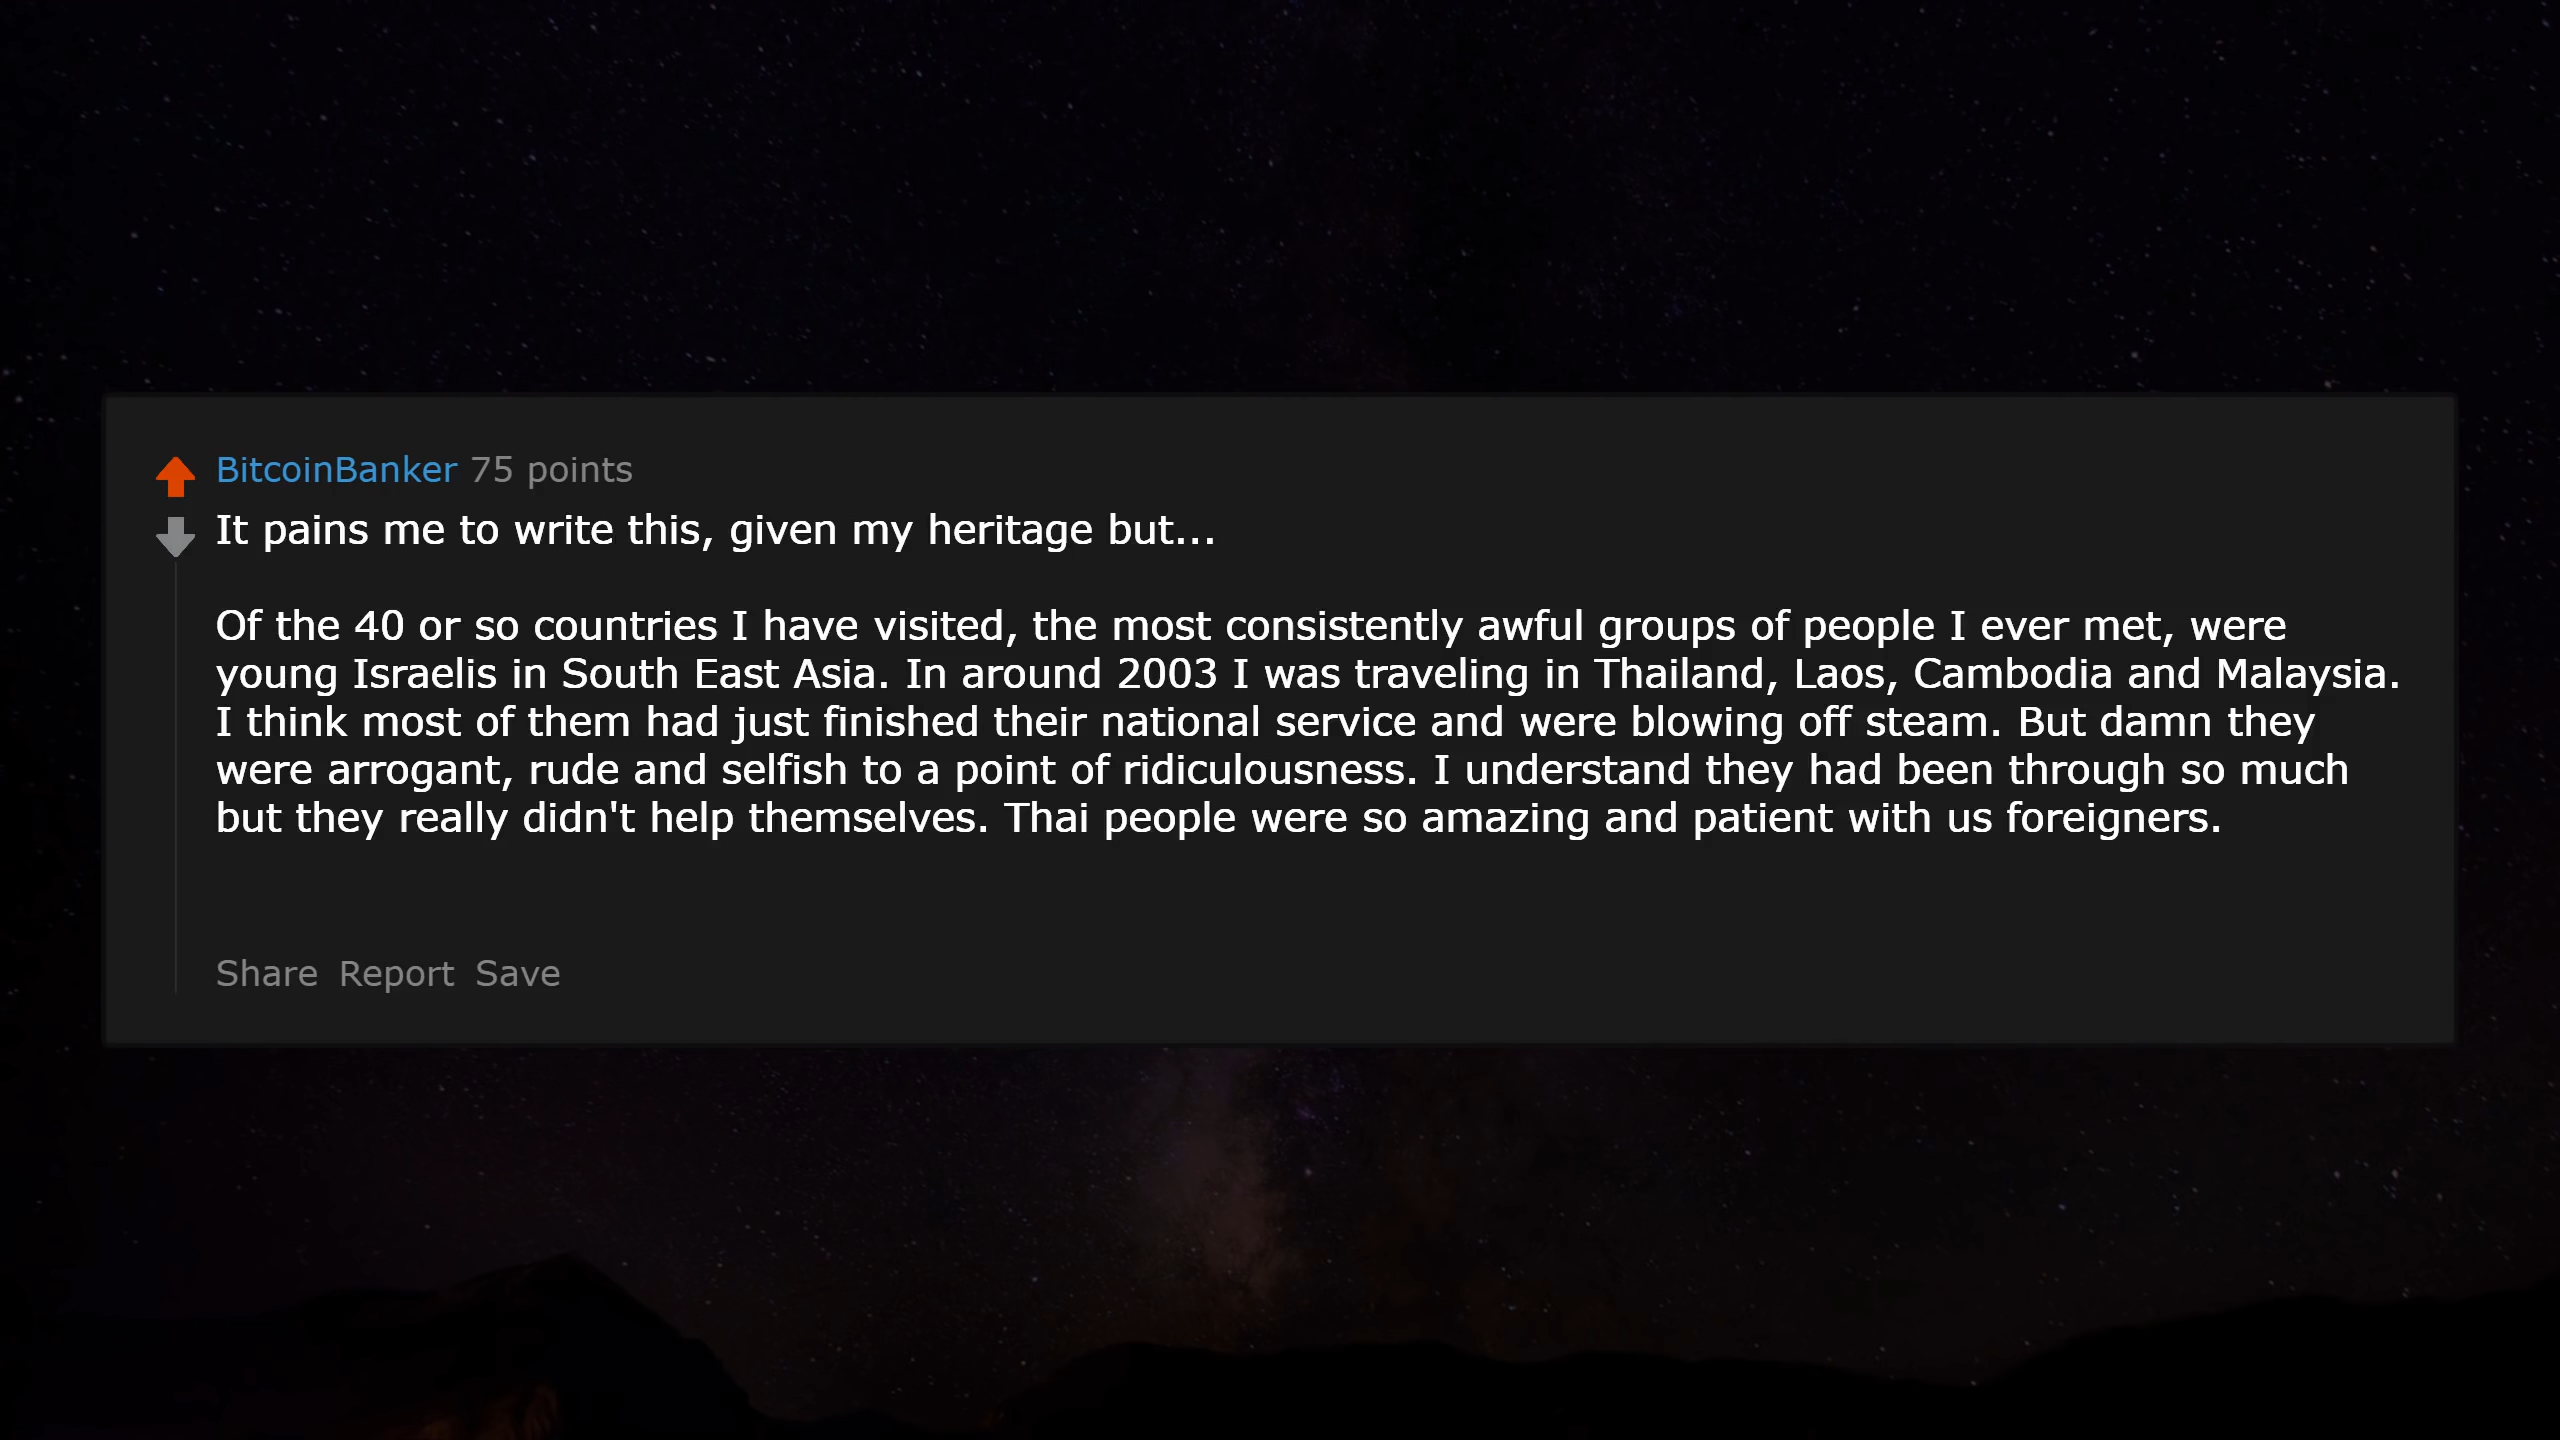 BitcoinBanker 75 points
It pains me to write this, given my heritage but...
Of the 40 or so countries I have visited, the most consistently awful groups of people I ever met, were
young Israelis in South East Asia. In around 2003 I was traveling in Thailand, Laos, Cambodia and Malaysia.
I think most of them had just finished their national service and were blowing off steam. But damn they
were arrogant, rude and selfish to a point of ridiculousness. I understand they had been through so much
but they really didn't help themselves. Thai people were so amazing and patient with us foreigners.
Share Report Save